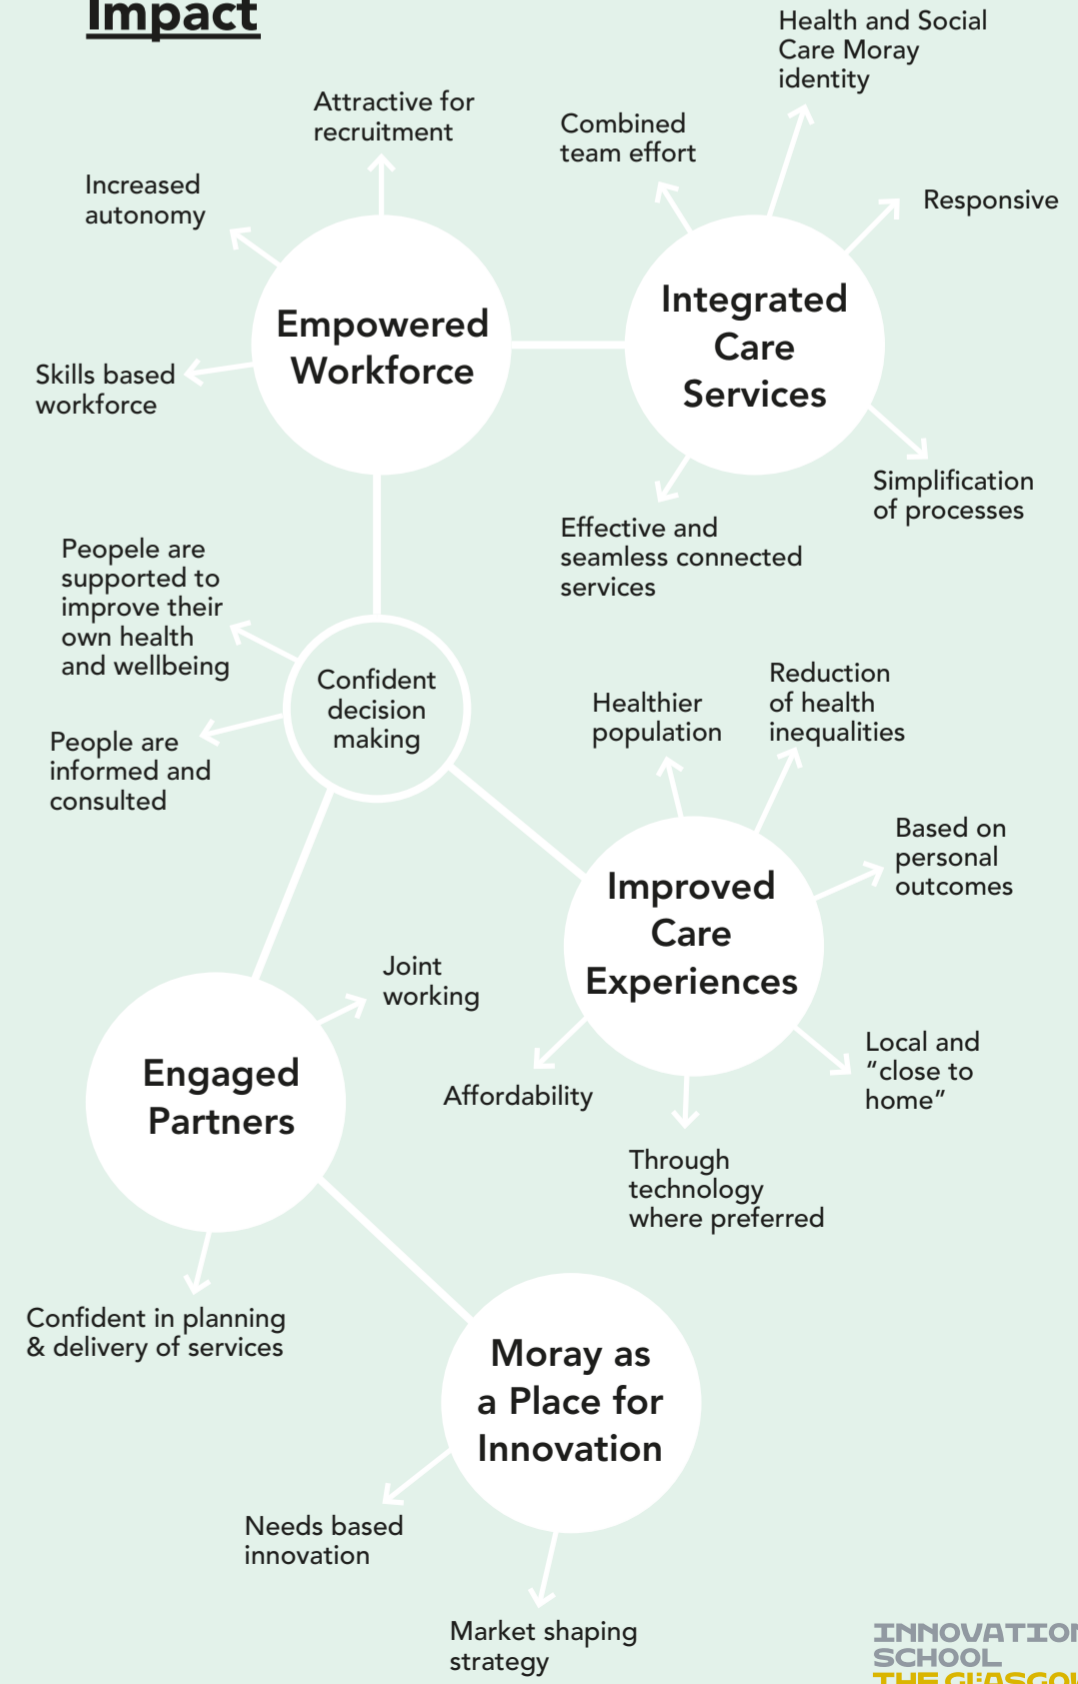 Impact
Health and Social
Care Moray
identity
Attractive for
recruitment
Combined
team effort
Increased
autonomy
Responsive
Empowered
Workforce
Integrated
Care
Services
Skills based
workforce
Simplification
of processes
Effective and
seamless connected
services
Peopele are
supported to
improve their
own health
and wellbeing
Confident
decision
making
People are
informed and
consulted
Healthier
population
Reduction
of health
inequalities
Based on
personal
outcomes
Improved
Care
Experiences
Joint
working
Engaged
Partners
Affordability
Local and
“close to
home”
Through
technology
where preferred
Confident in planning
& delivery of services
Moray as
a Place for
Innovation
Needs based
innovation
Market shaping
strategy
INNOVATION
SCHOOL
THE GLASGOW